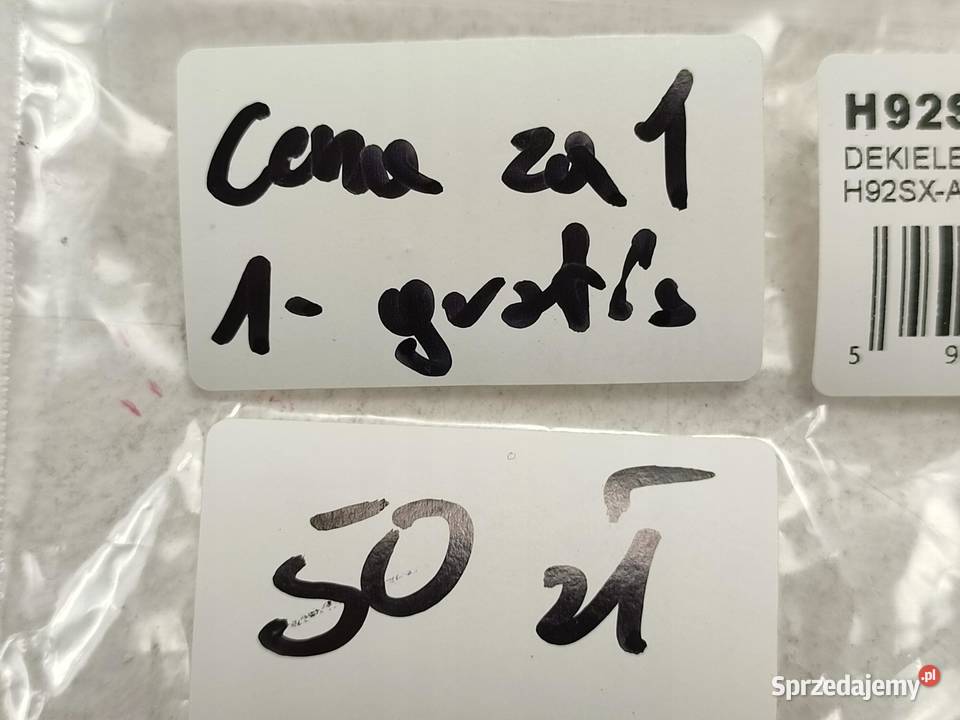 Cena za 1
1- gratis
H92S
DEKIELE
H92SX-A
5 9
50 zł
Sprzedajemy.pl